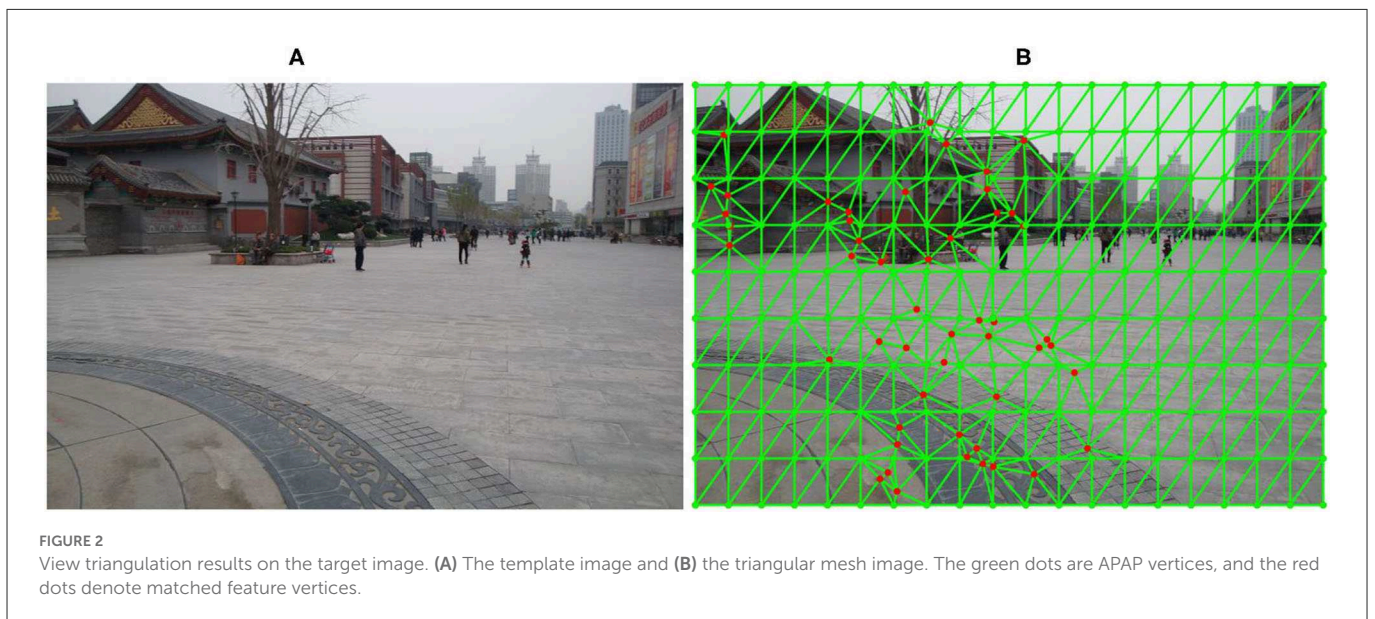 A
B
土
FIGURE 2
View triangulation results on the target image. (A) The template image and (B) the triangular mesh image. The green dots are APAP vertices, and the red
dots denote matched feature vertices.